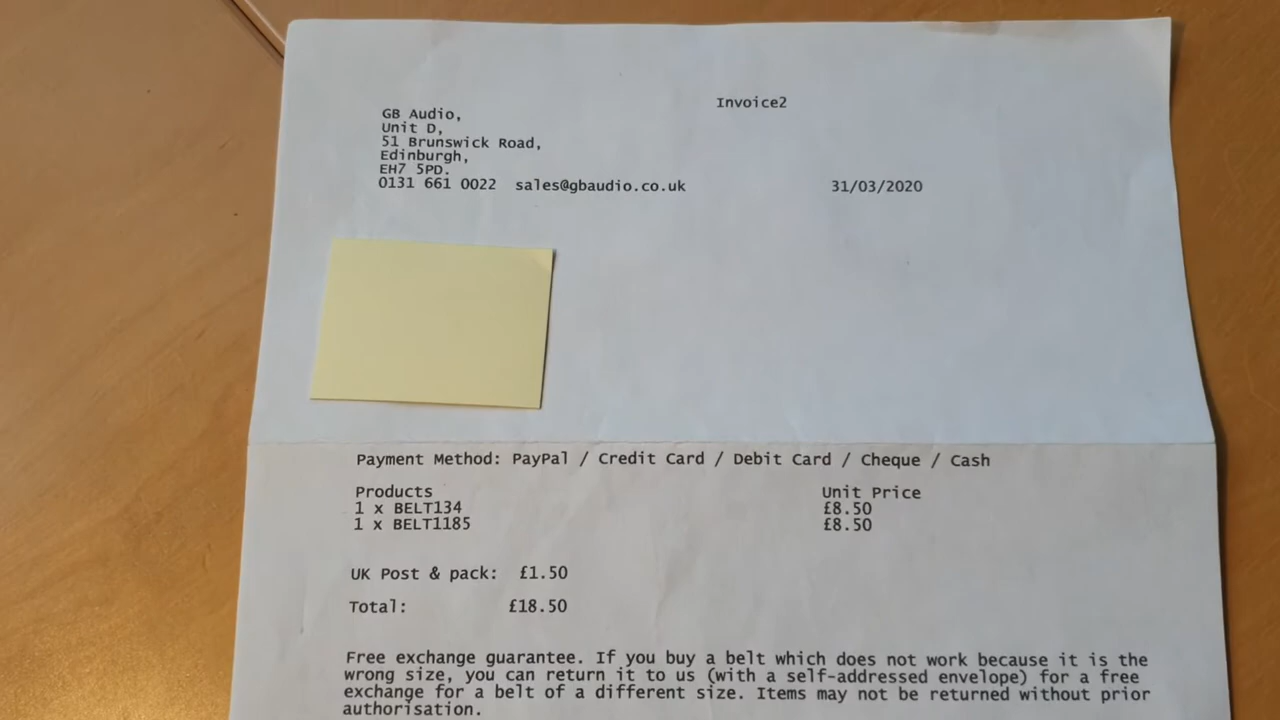 Invoice2
GB Audio,
Unit D,
51 Brunswick Road,
Edinburgh,
EH7 5PD.
0131 661 0022 sales@gbaudio.co.uk 31/03/2020
Payment Method: PayPal / Credit Card / Debit Card / Cheque / Cash
Products Unit Price
1 x BELT134 £8.50
1 x BELT1185 £8.50
UK Post & pack: £1.50
Total: £18.50
Free exchange guarantee. If you buy a belt which does not work because it is the
wrong size, you can return it to us (with a self-addressed envelope) for a free
exchange for a belt of a different size. Items may not be returned without prior
authorisation.